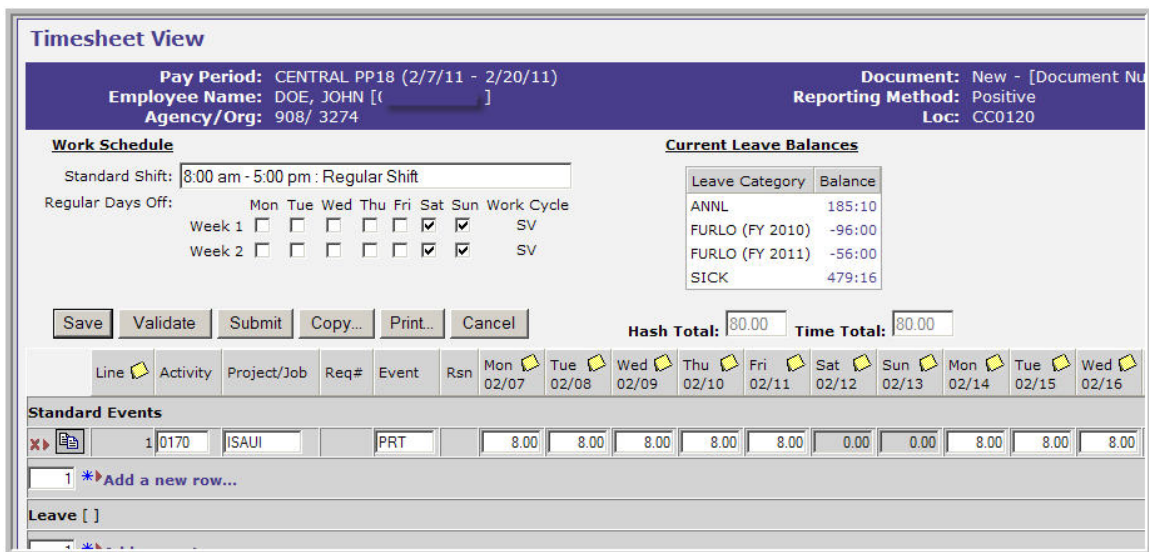 Timesheet View
Pay Period: CENTRAL PP18 (2/7/11 - 2/20/11)
Document: New - [Document Nu
Employee Name: DOE, JOHN [( ]
Reporting Method: Positive
Agency/Org: 908/ 3274
Loc: CC0120
Work Schedule
Current Leave Balances
Standard Shift: 8:00 am - 5:00 pm : Regular Shift
Regular Days Off: Mon Tue Wed Thu Fri Sat Sun Work Cycle
Week 1 SV
Week 2 SV
Leave Category Balance
ANNL 185:10
FURLO (FY 2010) -96:00
FURLO (FY 2011) -56:00
SICK 479:16
Save Validate Submit Copy... Print... Cancel
Hash Total: 80.00 Time Total: 80.00
Line Activity Project/Job Req# Event Rsn Mon 02/07 Tue 02/08 Wed 02/09 Thu 02/10 Fri 02/11 Sat 02/12 Sun 02/13 Mon 02/14 Tue 02/15 Wed 02/16
Standard Events
1 0170 ISAUI PRT 8.00 8.00 8.00 8.00 8.00 0.00 0.00 8.00 8.00 8.00
1 Add a new row...
Leave [ ]